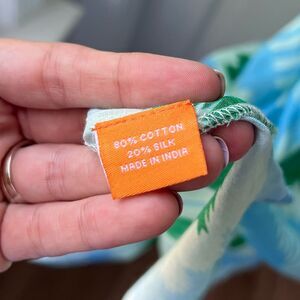 80% COTTON
20% SILK
MADE IN INDIA